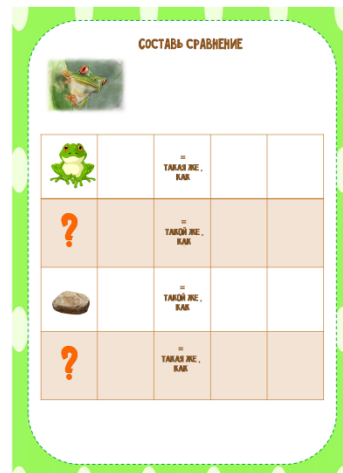 СОСТАВЬ СРАВНЕНИЕ
=
ТАКАЯ ЖЕ ,
КАК
?
=
ТАКОЙ ЖЕ ,
КАК
=
ТАКОЙ ЖЕ ,
КАК
?
=
ТАКАЯ ЖЕ ,
КАК